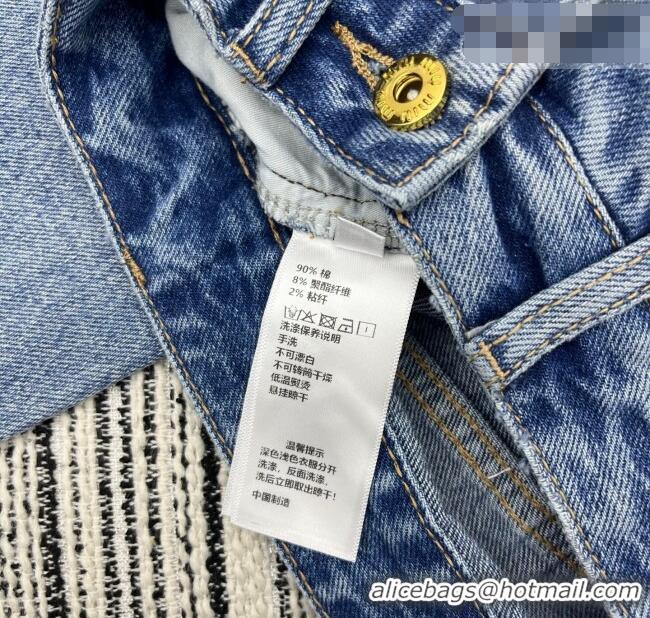 MIU MIU
90% 棉
8% 聚酯纤维
2% 粘纤
洗涤保养说明
手洗
不可漂白
不可转筒干燥
低温熨烫
悬挂晾干
温馨提示
深色浅色衣服分开
洗涤，反面洗涤，
洗后立即取出晾干！
中国制造
alicebags@hotmail.com